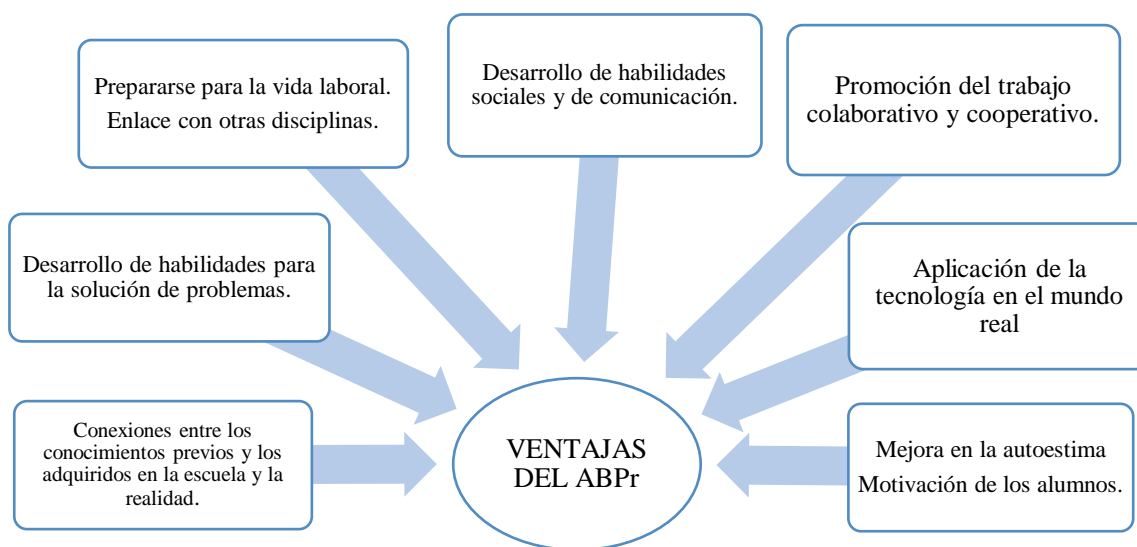 Prepararse para la vida laboral.
Enlace con otras disciplinas.
Desarrollo de habilidades
sociales y de comunicación.
Promoción del trabajo
colaborativo y cooperativo.
Desarrollo de habilidades para
la solución de problemas.
Aplicación de la
tecnología en el mundo
real
Conexiones entre los
conocimientos previos y los
adquiridos en la escuela y la
realidad.
VENTAJAS
DEL ABPr
Mejora en la autoestima
Motivación de los alumnos.